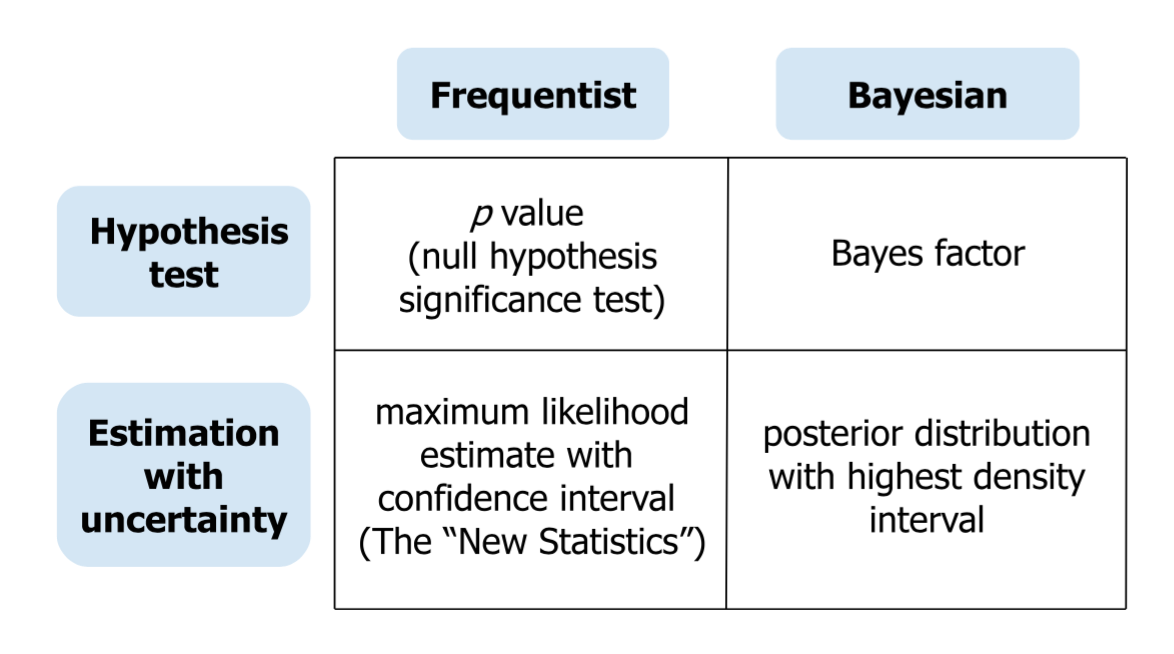 Frequentist
Bayesian
Hypothesis
test
p value
(null hypothesis
significance test)
Bayes factor
Estimation
with
uncertainty
maximum likelihood
estimate with
confidence interval
(The “New Statistics”)
posterior distribution
with highest density
interval